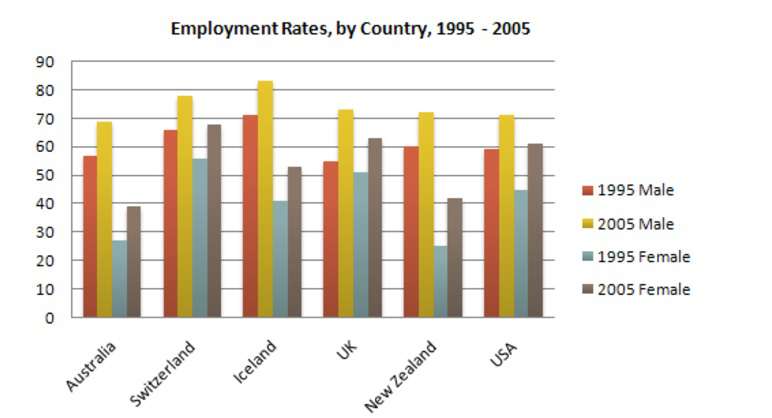 Employment Rates, by Country, 1995 - 2005
90
80
70
60
50
40
30
20
10
0
Australia
Switzerland
Iceland
UK
New Zealand
USA
1995 Male
2005 Male
1995 Female
2005 Female